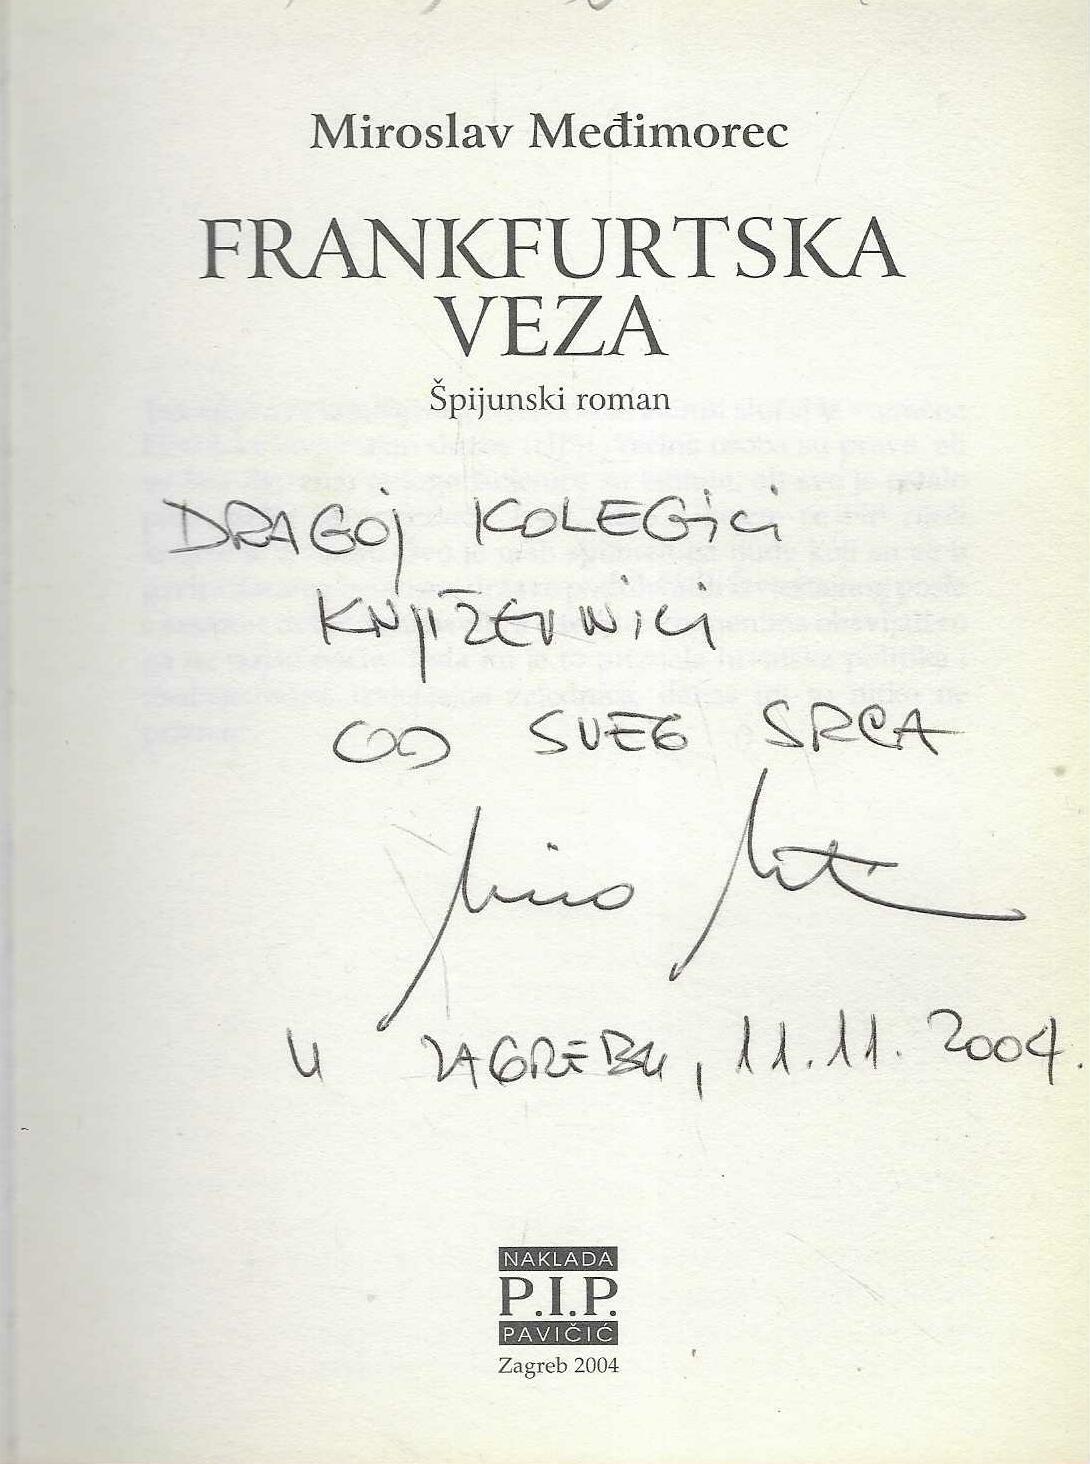 Miroslav Međimorec
FRANKFURTSKA
VEZA
Špijunski roman
DRAGOJ KOLEGICI
KNJIŽEVNICI
OD SVEG SRCA
Miro
U ZAGREBU, 11.11.2004.
NAKLADA
P.I.P.
PAVIČIĆ
Zagreb 2004